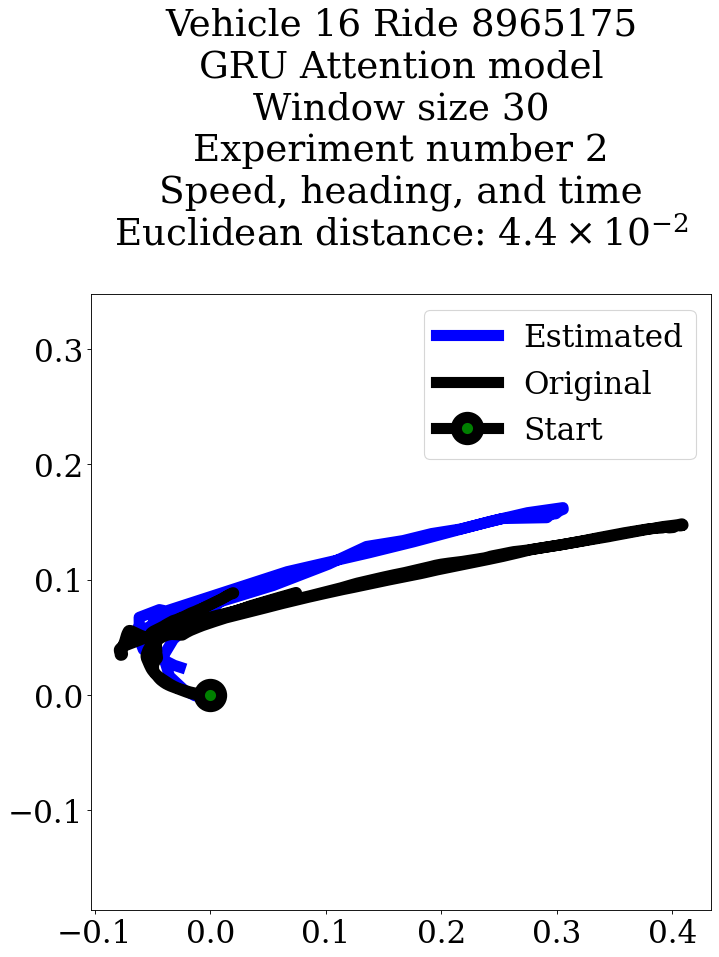 Vehicle 16 Ride 8965175
GRU Attention model
Window size 30
Experiment number 2
Speed, heading, and time
Euclidean distance: 4.4 × 10⁻²
Estimated
Original
Start
0.3
0.2
0.1
0.0
−0.1
−0.1 0.0 0.1 0.2 0.3 0.4